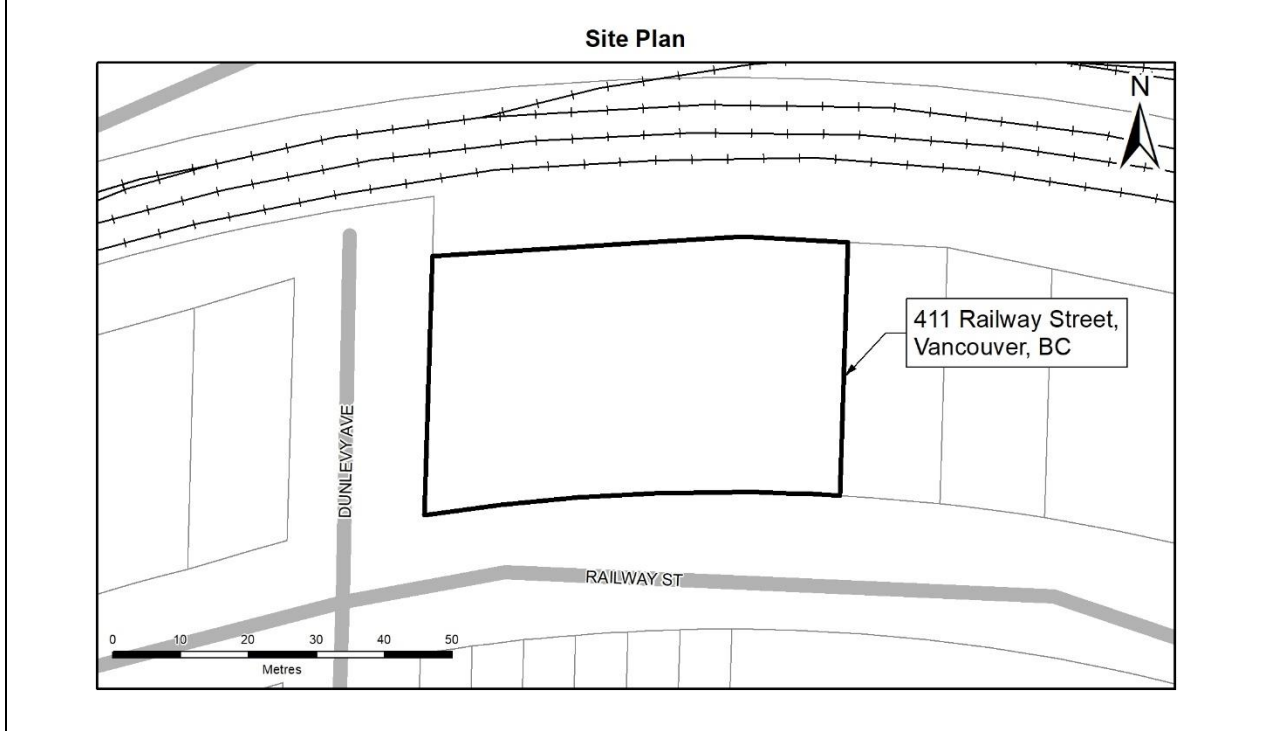 Site Plan
N
411 Railway Street,
Vancouver, BC
DUNLEVY AVE
RAILWAY ST
0 10 20 30 40 50
Metres